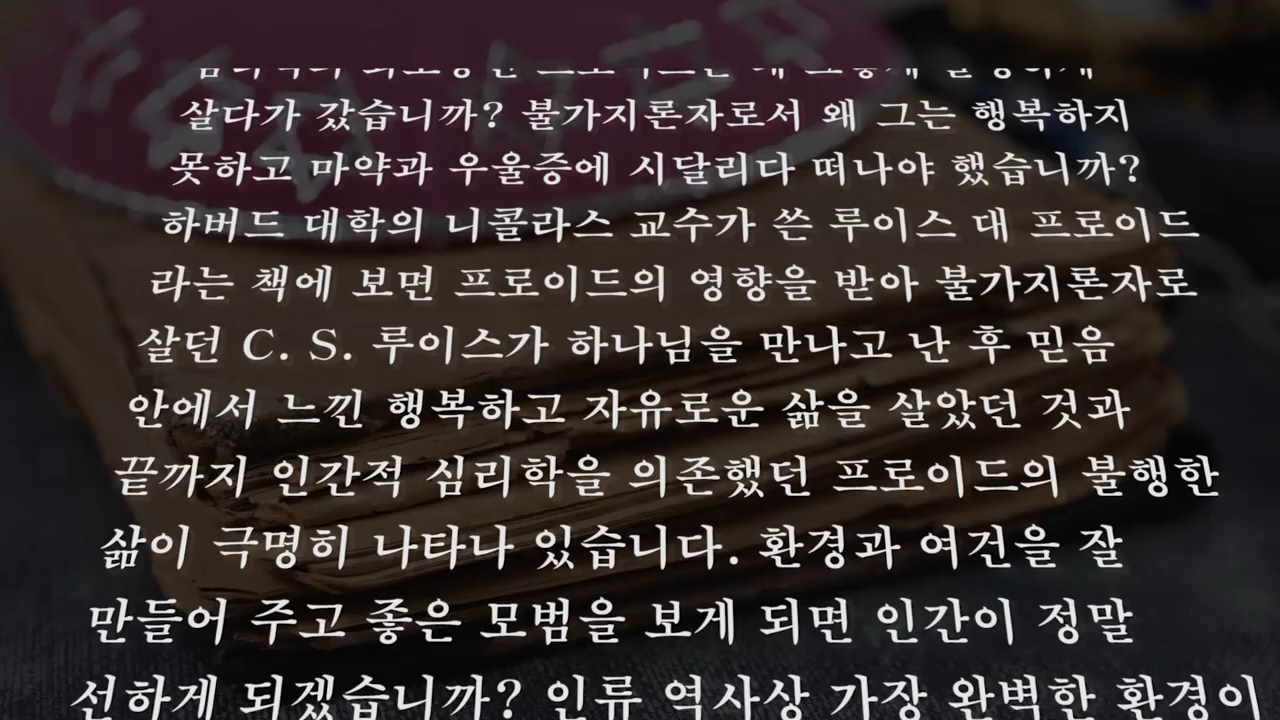 살다가 갔습니까? 불가지론자로서 왜 그는 행복하지
못하고 마약과 우울증에 시달리다 떠나야 했습니까?
하버드 대학의 니콜라스 교수가 쓴 루이스 대 프로이드
라는 책에 보면 프로이드의 영향을 받아 불가지론자로
살던 C. S. 루이스가 하나님을 만나고 난 후 믿음
안에서 느낀 행복하고 자유로운 삶을 살았던 것과
끝까지 인간적 심리학을 의존했던 프로이드의 불행한
삶이 극명히 나타나 있습니다. 환경과 여건을 잘
만들어 주고 좋은 모범을 보게 되면 인간이 정말
선하게 되겠습니까? 인류 역사상 가장 완벽한 환경이